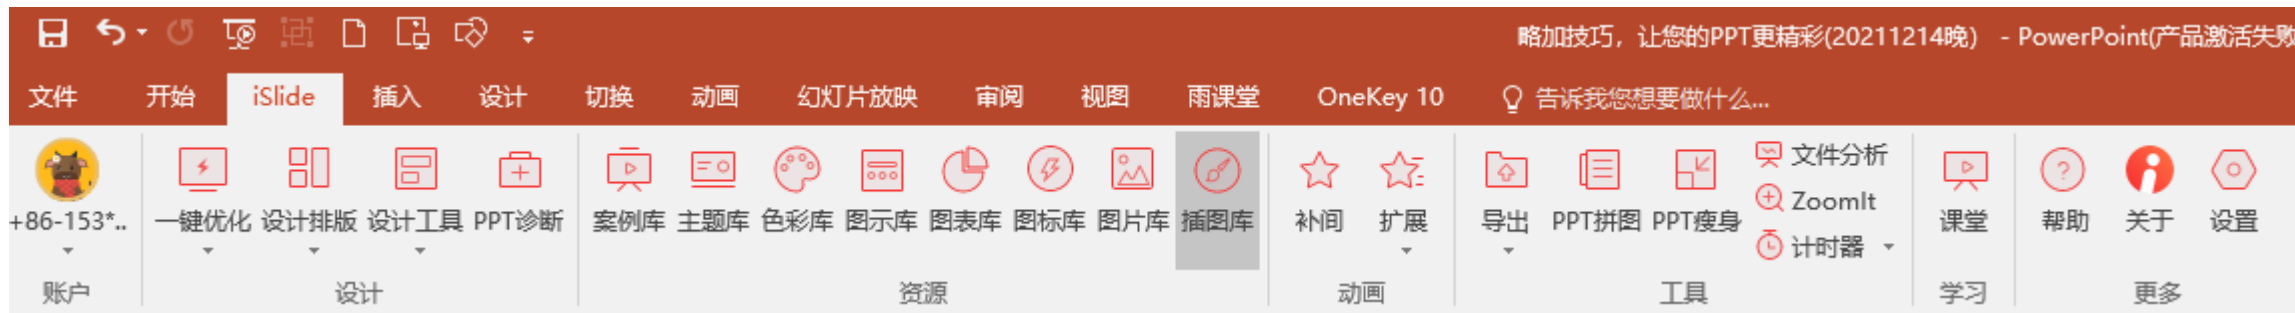 略加技巧，让您的PPT更精彩(20211214晚) - PowerPoint(产品激活失败
文件 开始 iSlide 插入 设计 切换 动画 幻灯片放映 审阅 视图 雨课堂 OneKey 10 告诉我您想要做什么...
文件分析
ZoomIt
+86-153*.. 一键优化 设计排版 设计工具 PPT诊断 案例库 主题库 色彩库 图示库 图表库 图标库 图片库 插图库 补间 扩展 导出 PPT拼图 PPT瘦身 课堂 帮助 关于 设置
计时器
账户 设计 资源 动画 工具 学习 更多